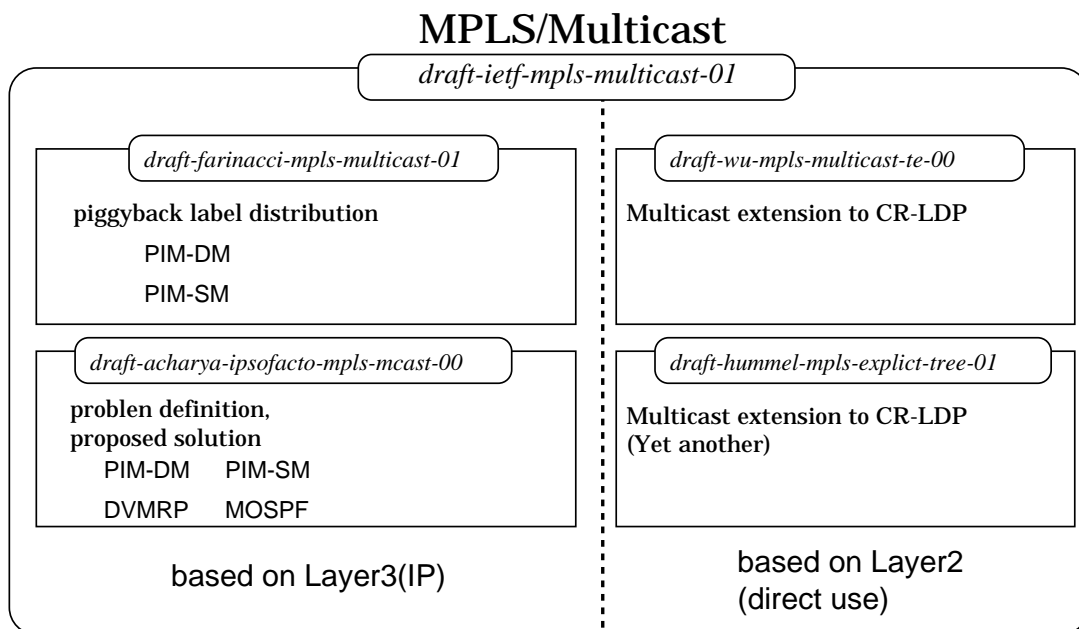 MPLS/Multicast
draft-ietf-mpls-multicast-01
draft-farinacci-mpls-multicast-01
piggyback label distribution
PIM-DM
PIM-SM
draft-acharya-ipsofacto-mpls-mcast-00
problen definition,
proposed solution
PIM-DM PIM-SM
DVMRP MOSPF
based on Layer3(IP)
draft-wu-mpls-multicast-te-00
Multicast extension to CR-LDP
draft-hummel-mpls-explict-tree-01
Multicast extension to CR-LDP
(Yet another)
based on Layer2
(direct use)